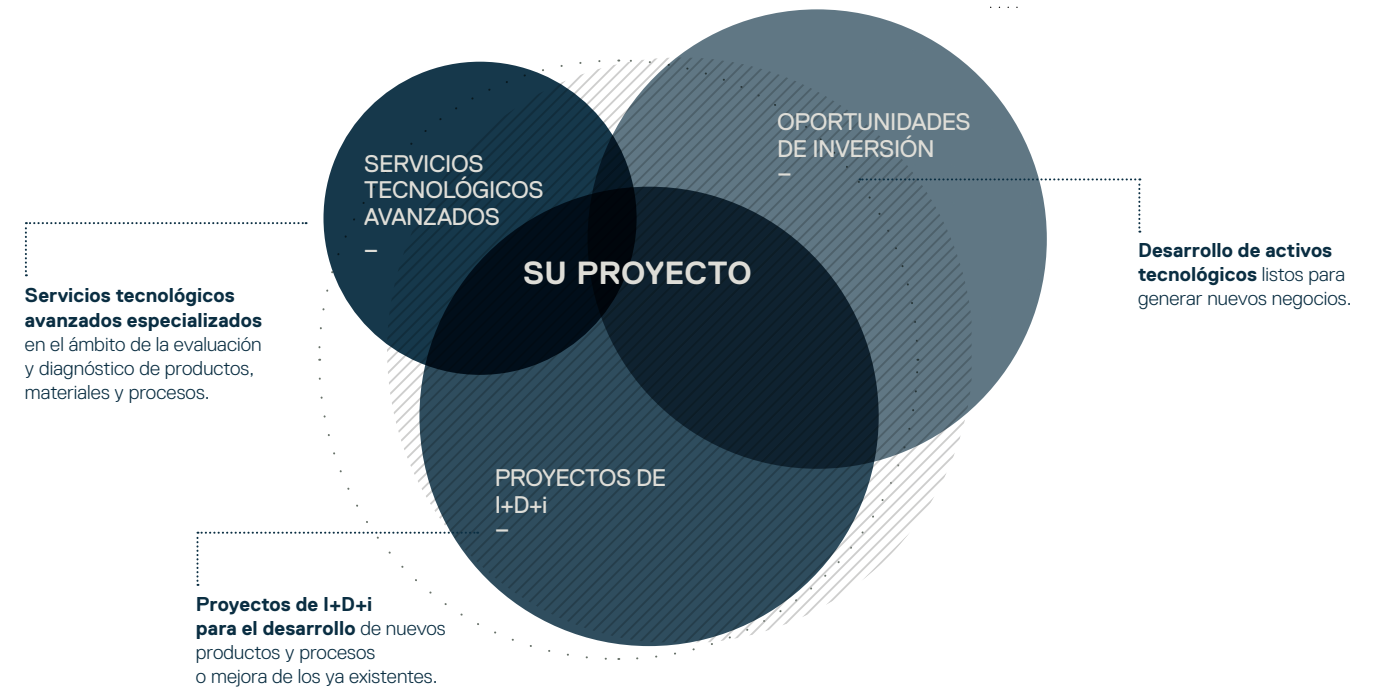 OPORTUNIDADES
DE INVERSIÓN
–
SERVICIOS
TECNOLÓGICOS
AVANZADOS
–
SU PROYECTO
Desarrollo de activos
tecnológicos listos para
generar nuevos negocios.
Servicios tecnológicos
avanzados especializados
en el ámbito de la evaluación
y diagnóstico de productos,
materiales y procesos.
PROYECTOS DE
I+D+i
–
Proyectos de I+D+i
para el desarrollo de nuevos
productos y procesos
o mejora de los ya existentes.